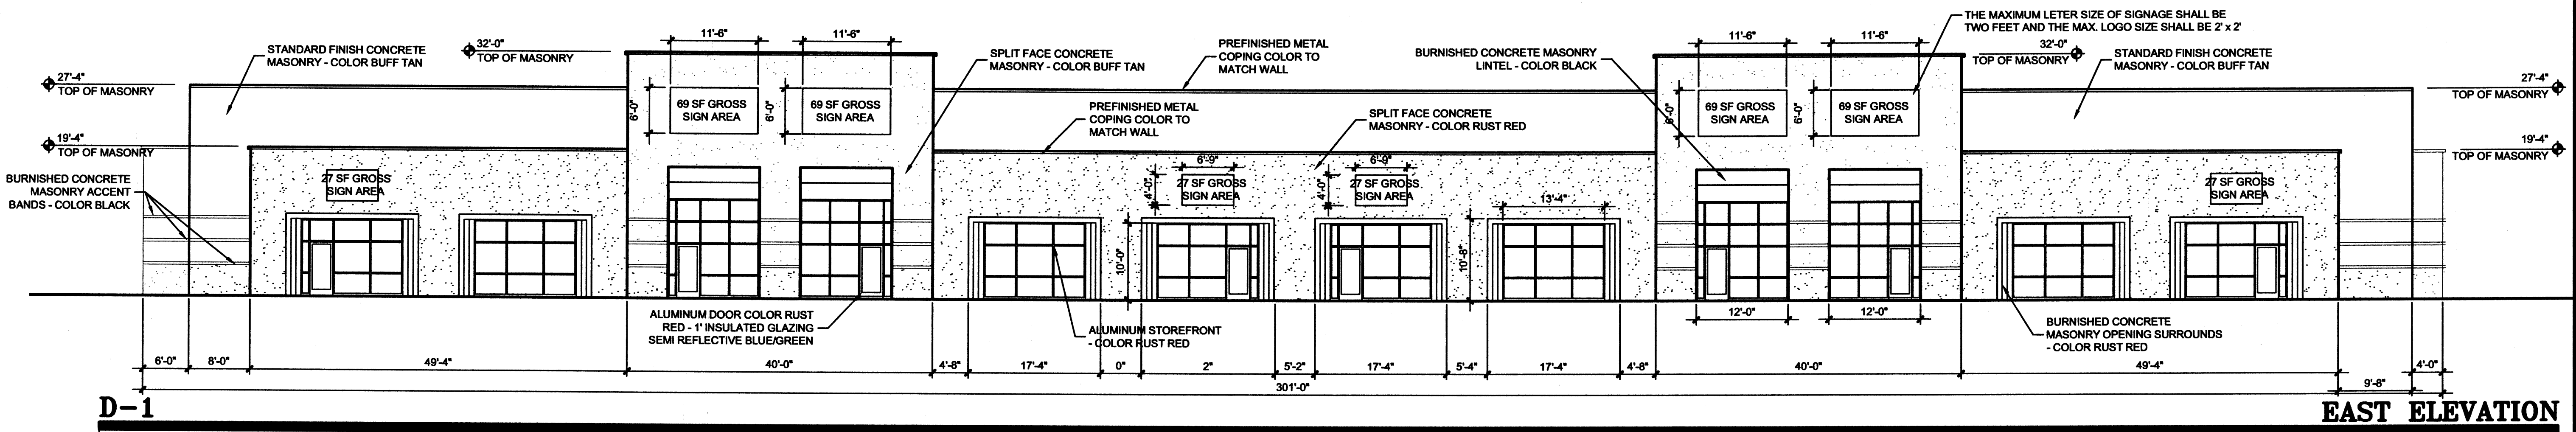 11'-6"
11'-6"
11'-6"
11'-6"
THE MAXIMUM LETER SIZE OF SIGNAGE SHALL BE
TWO FEET AND THE MAX. LOGO SIZE SHALL BE 2' x 2'
STANDARD FINISH CONCRETE
MASONRY - COLOR BUFF TAN
32'-0"
TOP OF MASONRY
SPLIT FACE CONCRETE
MASONRY - COLOR BUFF TAN
PREFINISHED METAL
COPING COLOR TO
MATCH WALL
BURNISHED CONCRETE MASONRY
LINTEL - COLOR BLACK
32'-0"
TOP OF MASONRY
STANDARD FINISH CONCRETE
MASONRY - COLOR BUFF TAN
27'-4"
TOP OF MASONRY
27'-4"
TOP OF MASONRY
6'-0"
69 SF GROSS
SIGN AREA
6'-0"
69 SF GROSS
SIGN AREA
PREFINISHED METAL
COPING COLOR TO
MATCH WALL
SPLIT FACE CONCRETE
MASONRY - COLOR RUST RED
6'-0"
69 SF GROSS
SIGN AREA
6'-0"
69 SF GROSS
SIGN AREA
19'-4"
TOP OF MASONRY
19'-4"
TOP OF MASONRY
BURNISHED CONCRETE
MASONRY ACCENT
BANDS - COLOR BLACK
27 SF GROSS
SIGN AREA
6'-9"
4'-0"
27 SF GROSS
SIGN AREA
6'-9"
4'-0"
27 SF GROSS
SIGN AREA
27 SF GROSS
SIGN AREA
13'-4"
10'-0"
10'-8"
ALUMINUM DOOR COLOR RUST
RED - 1' INSULATED GLAZING
SEMI REFLECTIVE BLUE/GREEN
ALUMINUM STOREFRONT
- COLOR RUST RED
12'-0"
12'-0"
BURNISHED CONCRETE
MASONRY OPENING SURROUNDS
- COLOR RUST RED
6'-0"
8'-0"
49'-4"
40'-0"
4'-8"
17'-4"
0"
2"
5'-2"
17'-4"
5'-4"
17'-4"
4'-8"
40'-0"
49'-4"
9'-8"
4'-0"
301'-0"
D-1
EAST ELEVATION